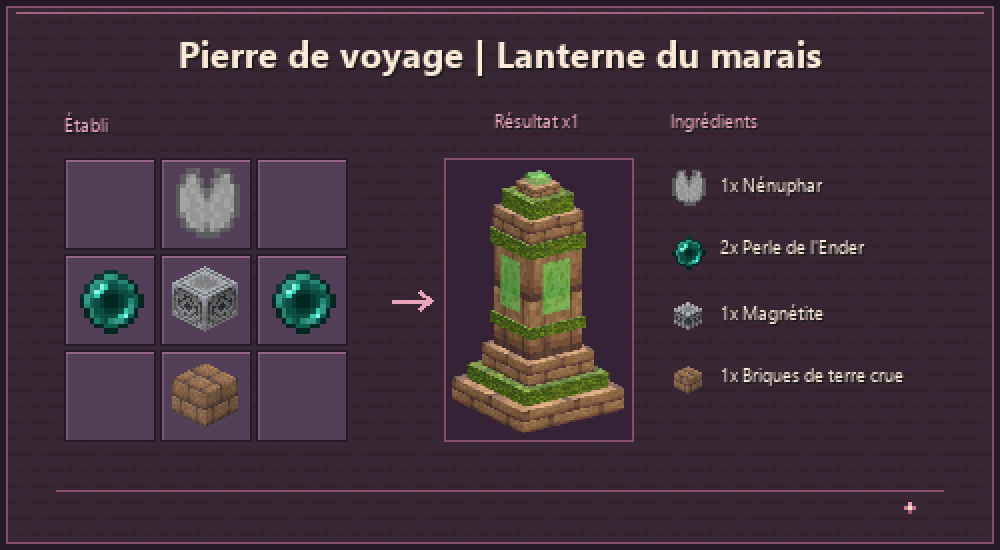 Pierre de voyage | Lanterne du marais
Établi
Résultat x1
Ingrédients
1x Nénuphar
2x Perle de l'Ender
1x Magnétite
1x Briques de terre crue